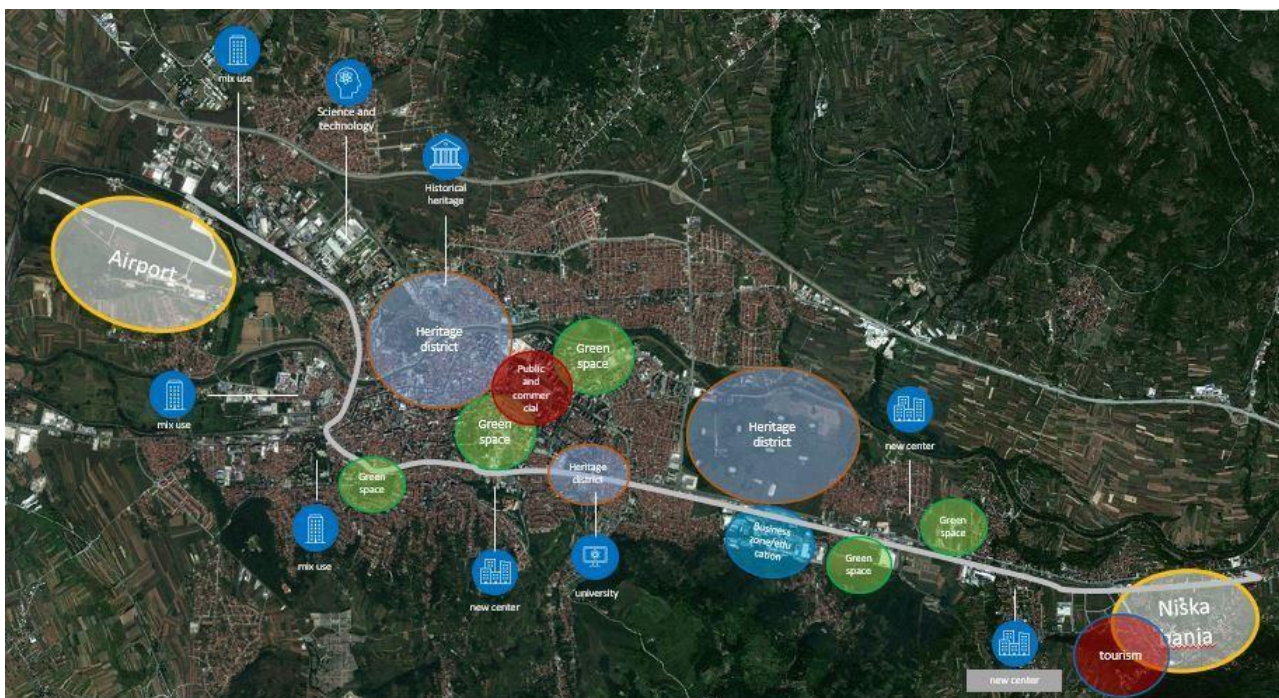 mix use
Science and
technology
Historical
heritage
Airport
Heritage
district
Green
space
Public
and
commer
cial
Green
space
mix use
Heritage
district
new center
Heritage
district
Green
space
Green
space
Business
zone/edu
cation
Green
space
mix use
new center
university
Niška
banja
tourism
new center